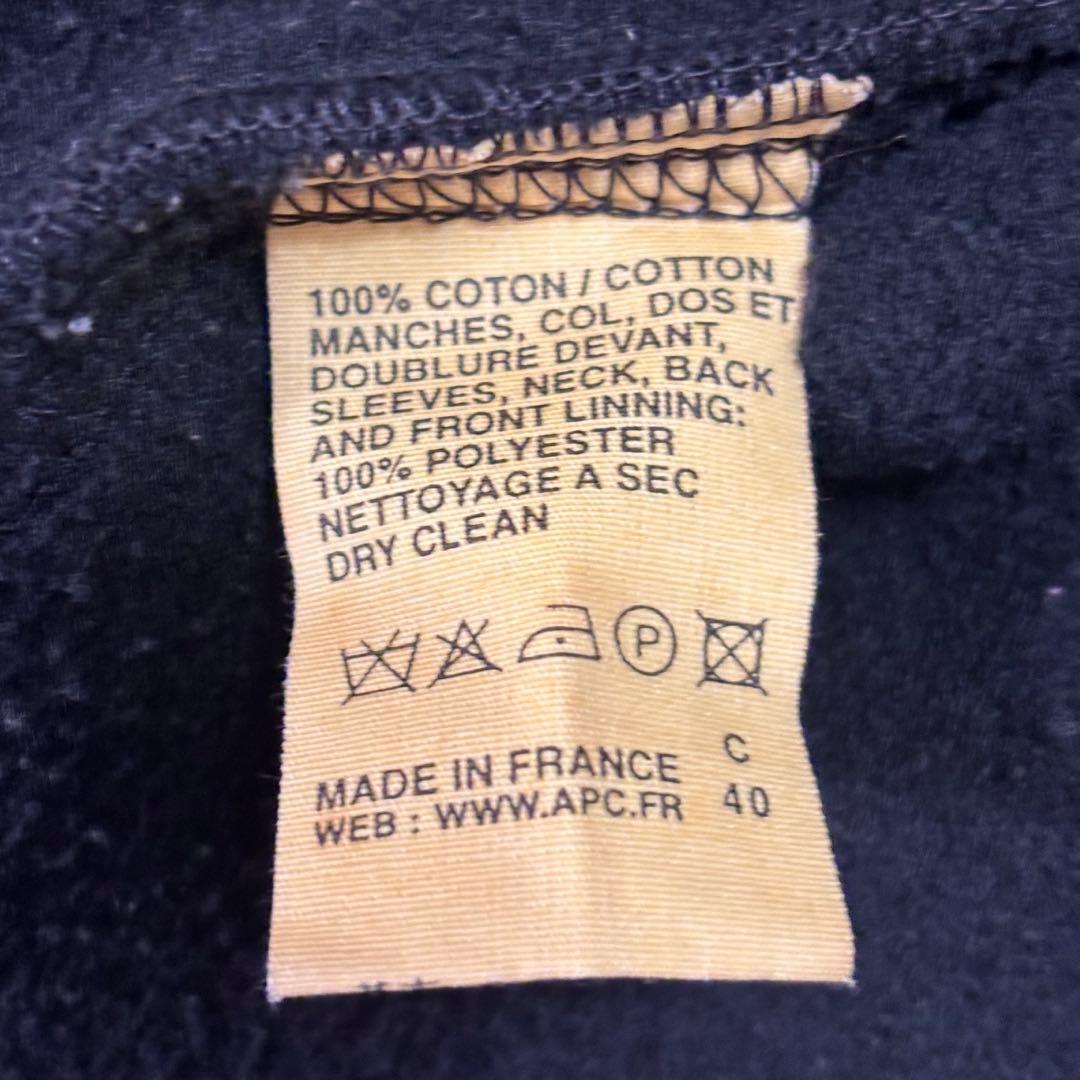 100% COTON / COTTON
MANCHES, COL, DOS ET
DOUBLURE DEVANT,
SLEEVES, NECK, BACK
AND FRONT LINNING:
100% POLYESTER
NETTOYAGE A SEC
DRY CLEAN
P
C
MADE IN FRANCE
WEB : WWW.APC.FR 40